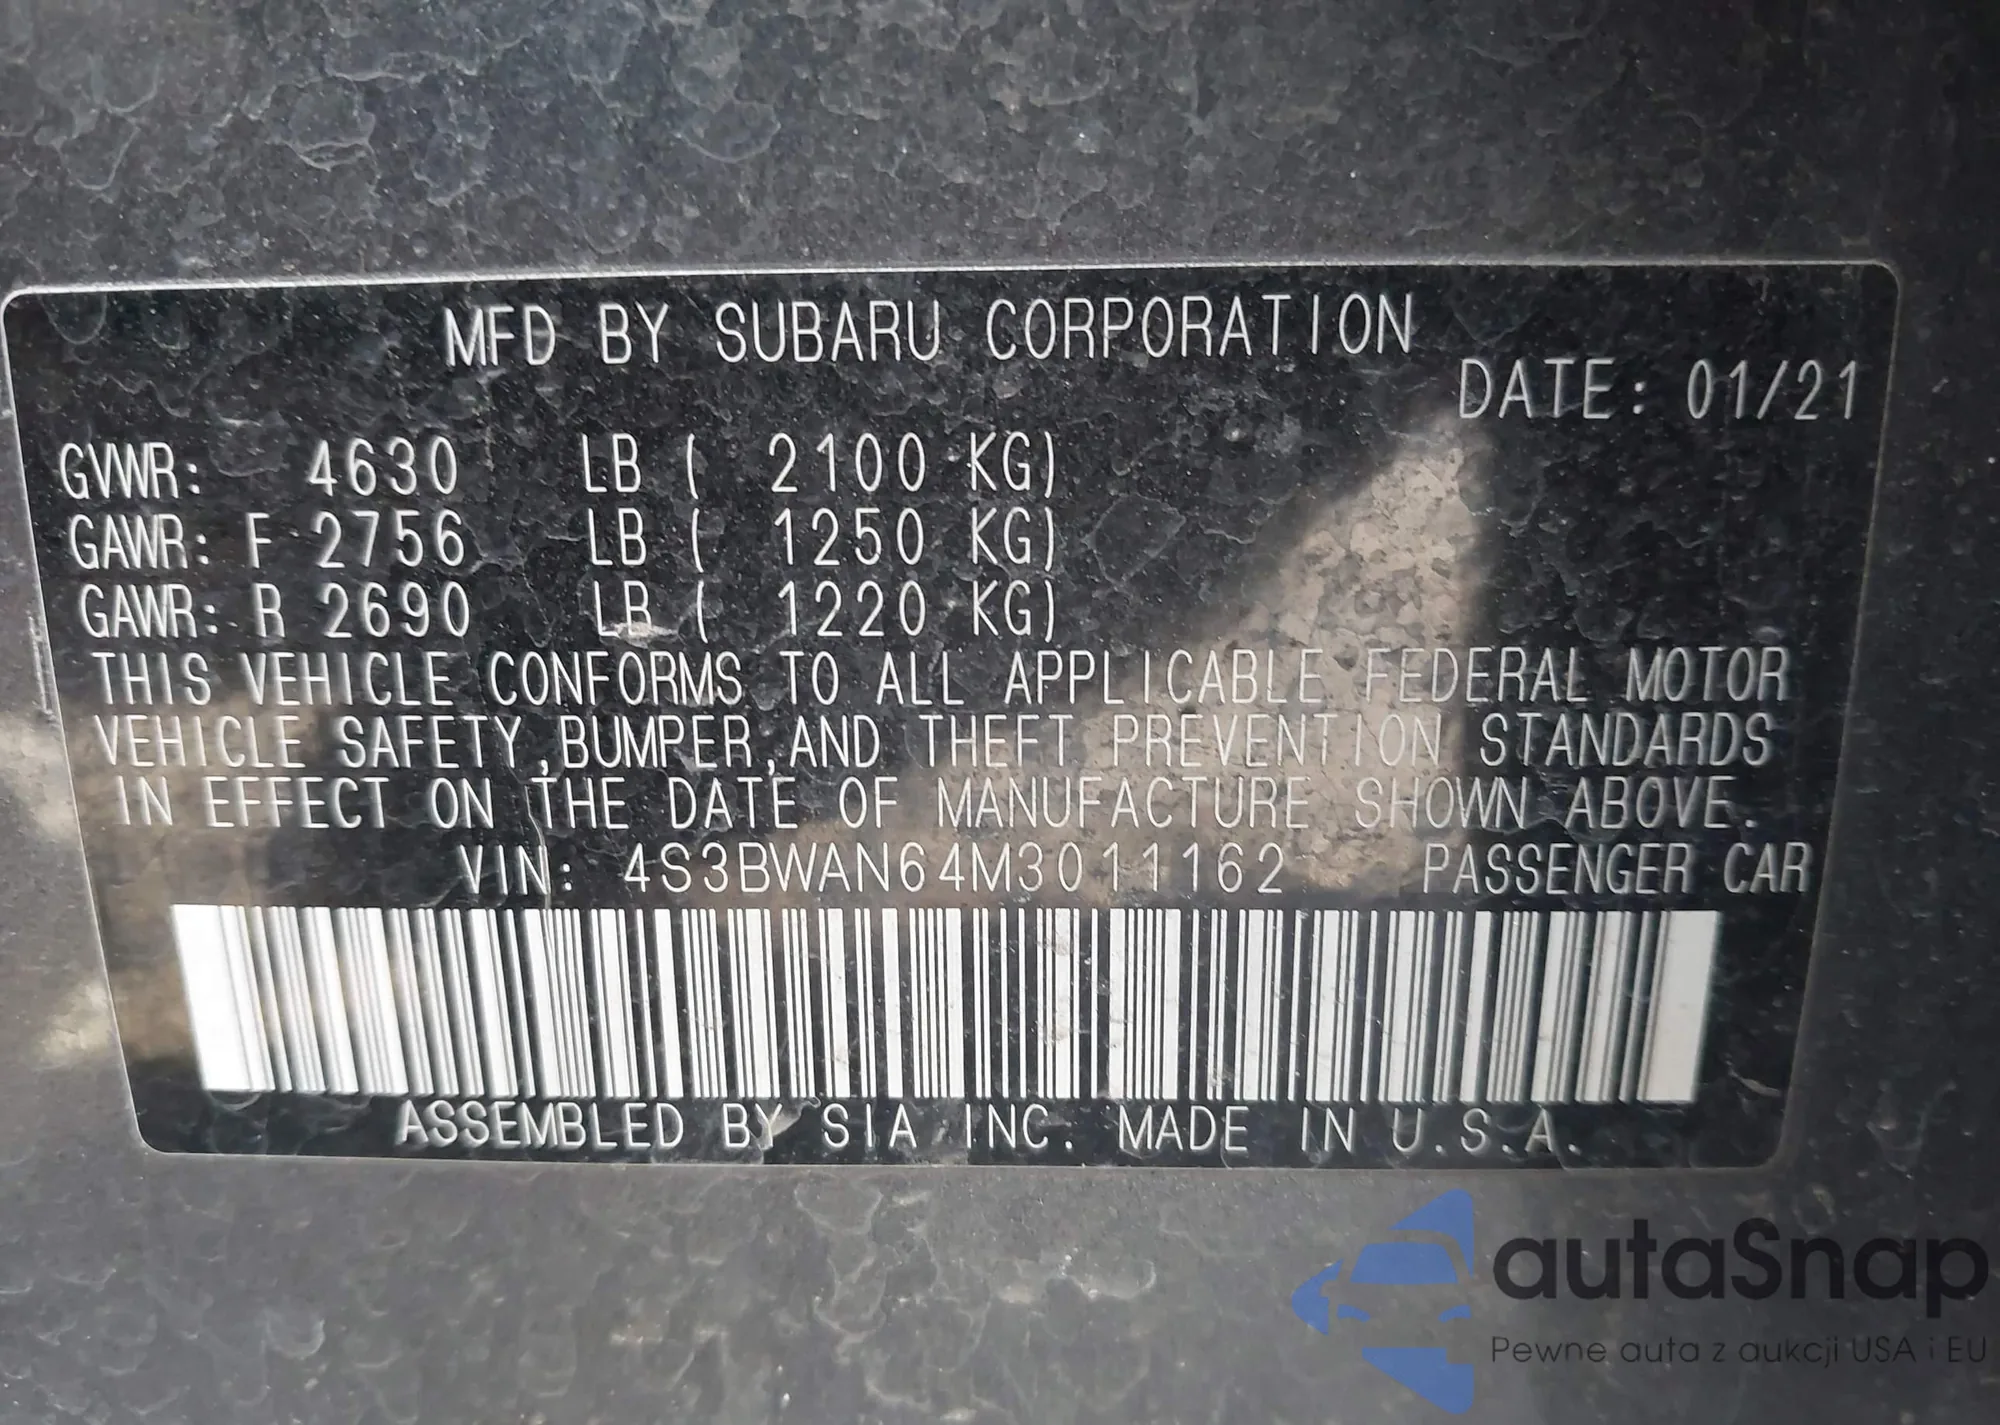 MFD BY SUBARU CORPORATION
DATE: 01/21
GVWR: 4630 LB ( 2100 KG)
GAWR: F 2756 LB ( 1250 KG)
GAWR: R 2690 LB ( 1220 KG)
THIS VEHICLE CONFORMS TO ALL APPLICABLE FEDERAL MOTOR
VEHICLE SAFETY,BUMPER,AND THEFT PREVENTION STANDARDS
IN EFFECT ON THE DATE OF MANUFACTURE SHOWN ABOVE.
VIN: 4S3BWAN64M3011162 PASSENGER CAR
ASSEMBLED BY SIA INC. MADE IN U.S.A.
autaSnap
Pewne auta z aukcji USA i EU